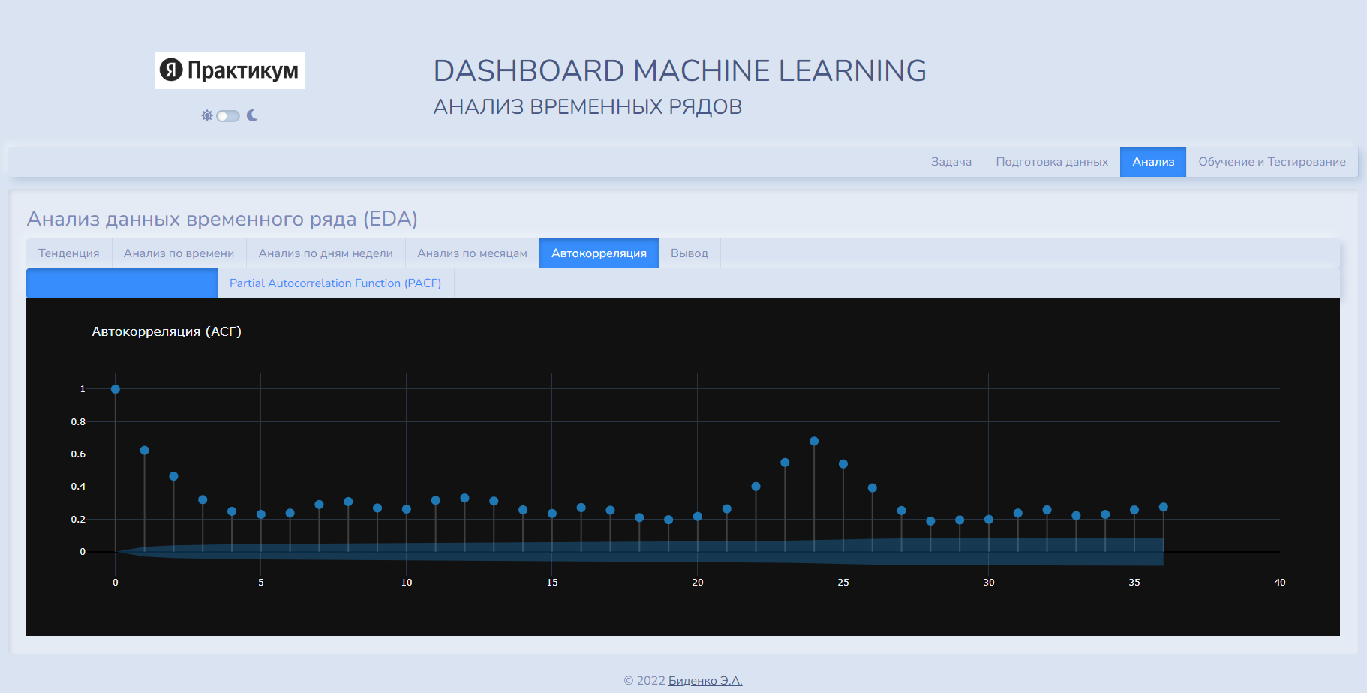 Я Практикум
DASHBOARD MACHINE LEARNING
АНАЛИЗ ВРЕМЕННЫХ РЯДОВ
Задача
Подготовка данных
Анализ
Обучение и Тестирование
Анализ данных временного ряда (EDA)
Тенденция
Анализ по времени
Анализ по дням недели
Анализ по месяцам
Автокорреляция
Вывод
Partial Autocorrelation Function (PACF)
Автокорреляция (ACF)
1
0.8
0.6
0.4
0.2
0
0 5 10 15 20 25 30 35 40
© 2022 Биденко Э.А.